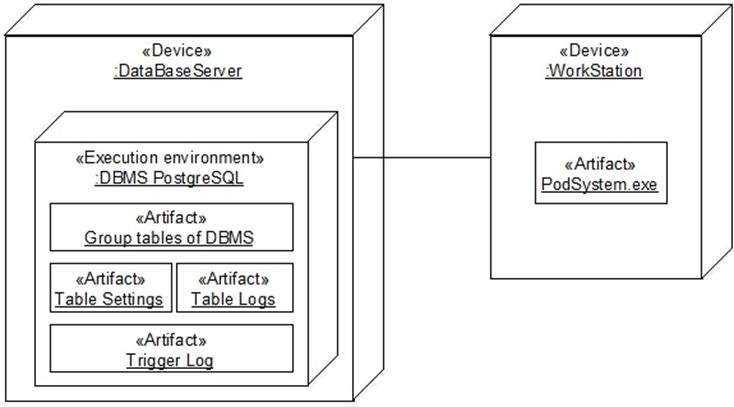 «Device»
:DataBaseServer
«Execution environment»
:DBMS PostgreSQL
«Artifact»
Group tables of DBMS
«Artifact»
Table Settings
«Artifact»
Table Logs
«Artifact»
Trigger Log
«Device»
:WorkStation
«Artifact»
PodSystem.exe